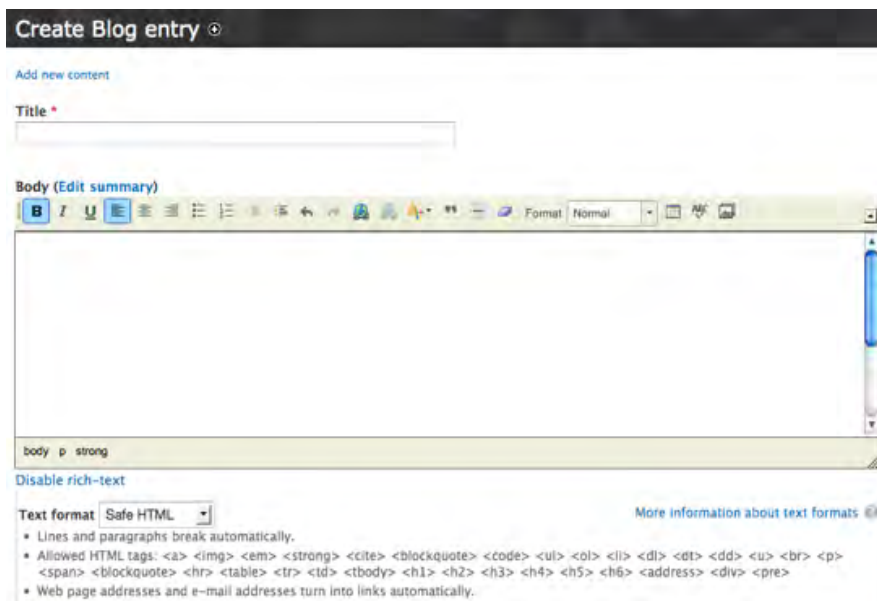 Create Blog entry
Add new content
Title *
Body (Edit summary)
B I U Format Normal
body p strong
Disable rich-text
Text format Safe HTML More information about text formats
• Lines and paragraphs break automatically.
• Allowed HTML tags: <a> <img> <em> <strong> <cite> <blockquote> <code> <ul> <ol> <li> <dl> <dt> <dd> <u> <br> <p>
<span> <blockquote> <hr> <table> <tr> <td> <tbody> <h1> <h2> <h3> <h4> <h5> <h6> <address> <div> <pre>
• Web page addresses and e-mail addresses turn into links automatically.